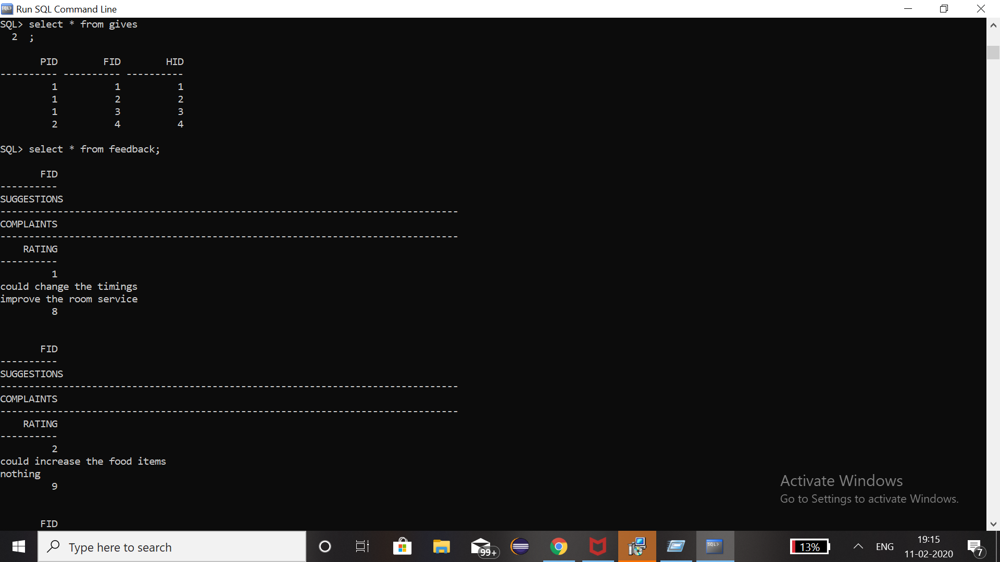 Run SQL Command Line
SQL> select * from gives
  2  ;
       PID        FID        HID
---------- ---------- ----------
         1          1          1
         1          2          2
         1          3          3
         2          4          4
SQL> select * from feedback;
       FID
----------
SUGGESTIONS
--------------------------------------------------------------------------------
COMPLAINTS
--------------------------------------------------------------------------------
    RATING
----------
         1
could change the timings
improve the room service
         8
       FID
----------
SUGGESTIONS
--------------------------------------------------------------------------------
COMPLAINTS
--------------------------------------------------------------------------------
    RATING
----------
         2
could increase the food items
nothing
         9
       FID
Activate Windows
Go to Settings to activate Windows.
Type here to search
99+
SQL>
13%
ENG
19:15
11-02-2020
7